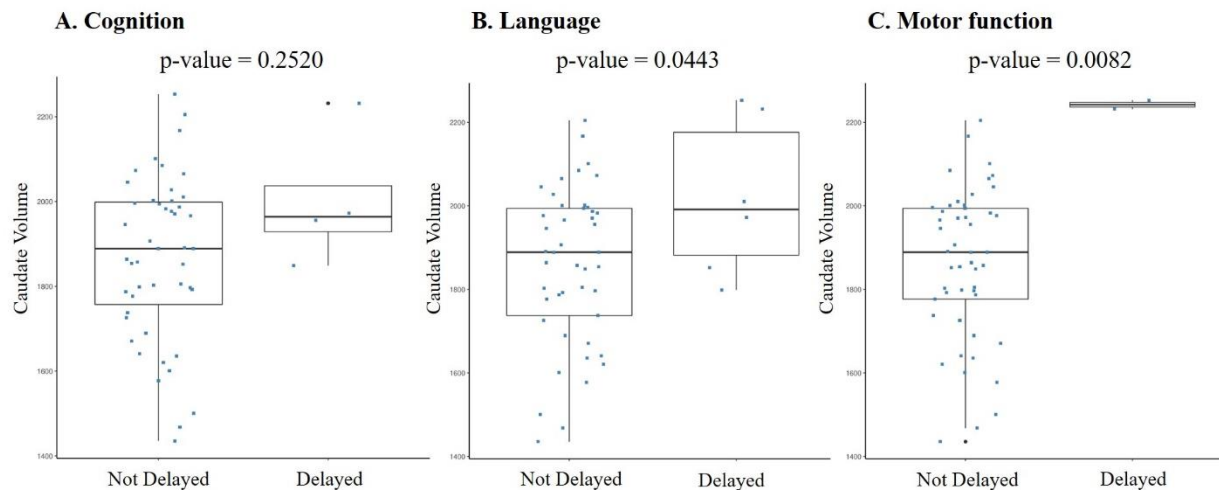 A. Cognition
p-value = 0.2520
Caudate Volume
2200
2000
1800
1600
1400
Not Delayed
Delayed
B. Language
p-value = 0.0443
Caudate Volume
2200
2000
1800
1600
1400
Not Delayed
Delayed
C. Motor function
p-value = 0.0082
Caudate Volume
2200
2000
1800
1600
1400
Not Delayed
Delayed